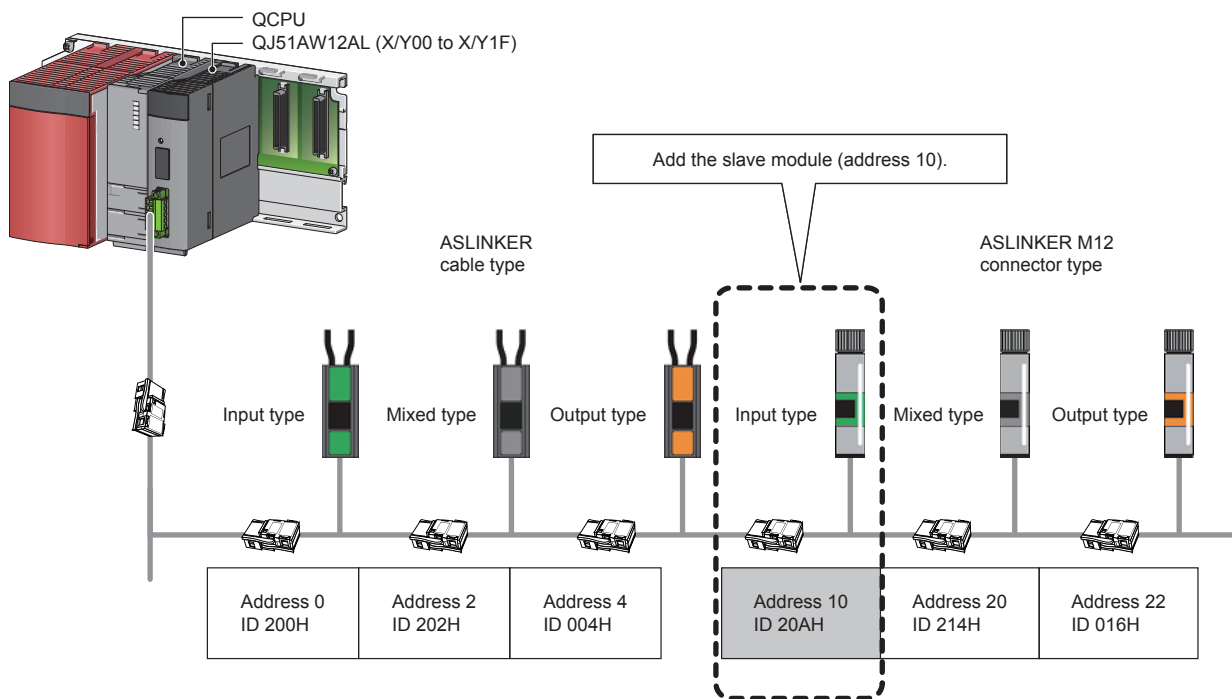 QCPU
QJ51AW12AL (X/Y00 to X/Y1F)
Add the slave module (address 10).
ASLINKER
cable type
ASLINKER M12
connector type
Input type
Mixed type
Output type
Input type
Mixed type
Output type
Address 0
ID 200H
Address 2
ID 202H
Address 4
ID 004H
Address 10
ID 20AH
Address 20
ID 214H
Address 22
ID 016H